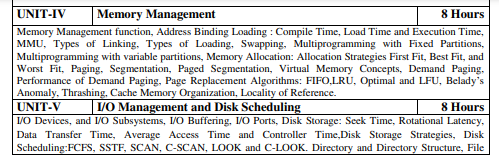 UNIT-IV Memory Management 8 Hours
Memory Management function, Address Binding Loading : Compile Time, Load Time and Execution Time,
MMU, Types of Linking, Types of Loading, Swapping, Multiprogramming with Fixed Partitions,
Multiprogramming with variable partitions, Memory Allocation: Allocation Strategies First Fit, Best Fit, and
Worst Fit, Paging, Segmentation, Paged Segmentation, Virtual Memory Concepts, Demand Paging,
Performance of Demand Paging, Page Replacement Algorithms: FIFO,LRU, Optimal and LFU, Belady's
Anomaly, Thrashing, Cache Memory Organization, Locality of Reference.
UNIT-V I/O Management and Disk Scheduling 8 Hours
I/O Devices, and I/O Subsystems, I/O Buffering, I/O Ports, Disk Storage: Seek Time, Rotational Latency,
Data Transfer Time, Average Access Time and Controller Time,Disk Storage Strategies, Disk
Scheduling:FCFS, SSTF, SCAN, C-SCAN, LOOK and C-LOOK. Directory and Directory Structure, File